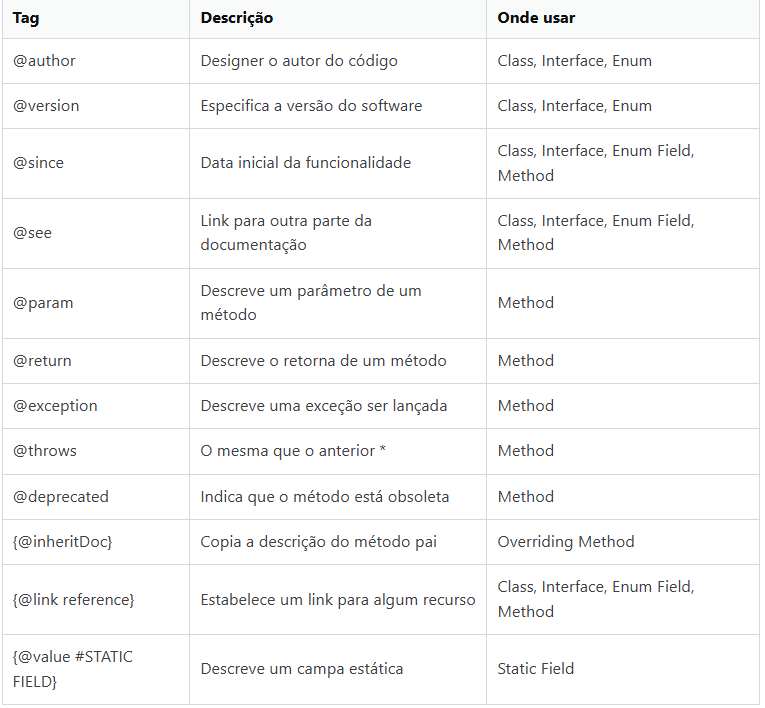 Tag Descrição Onde usar
@author Designer o autor do código Class, Interface, Enum
@version Especifica a versão do software Class, Interface, Enum
@since Data inicial da funcionalidade Class, Interface, Enum Field,
Method
@see Link para outra parte da
documentação Class, Interface, Enum Field,
Method
@param Descreve um parâmetro de um
método Method
@return Descreve o retorna de um método Method
@exception Descreve uma exceção ser lançada Method
@throws O mesma que o anterior * Method
@deprecated Indica que o método está obsoleta Method
{@inheritDoc} Copia a descrição do método pai Overriding Method
{@link reference} Estabelece um link para algum recurso Class, Interface, Enum Field,
Method
{@value #STATIC
FIELD} Descreve um campa estática Static Field